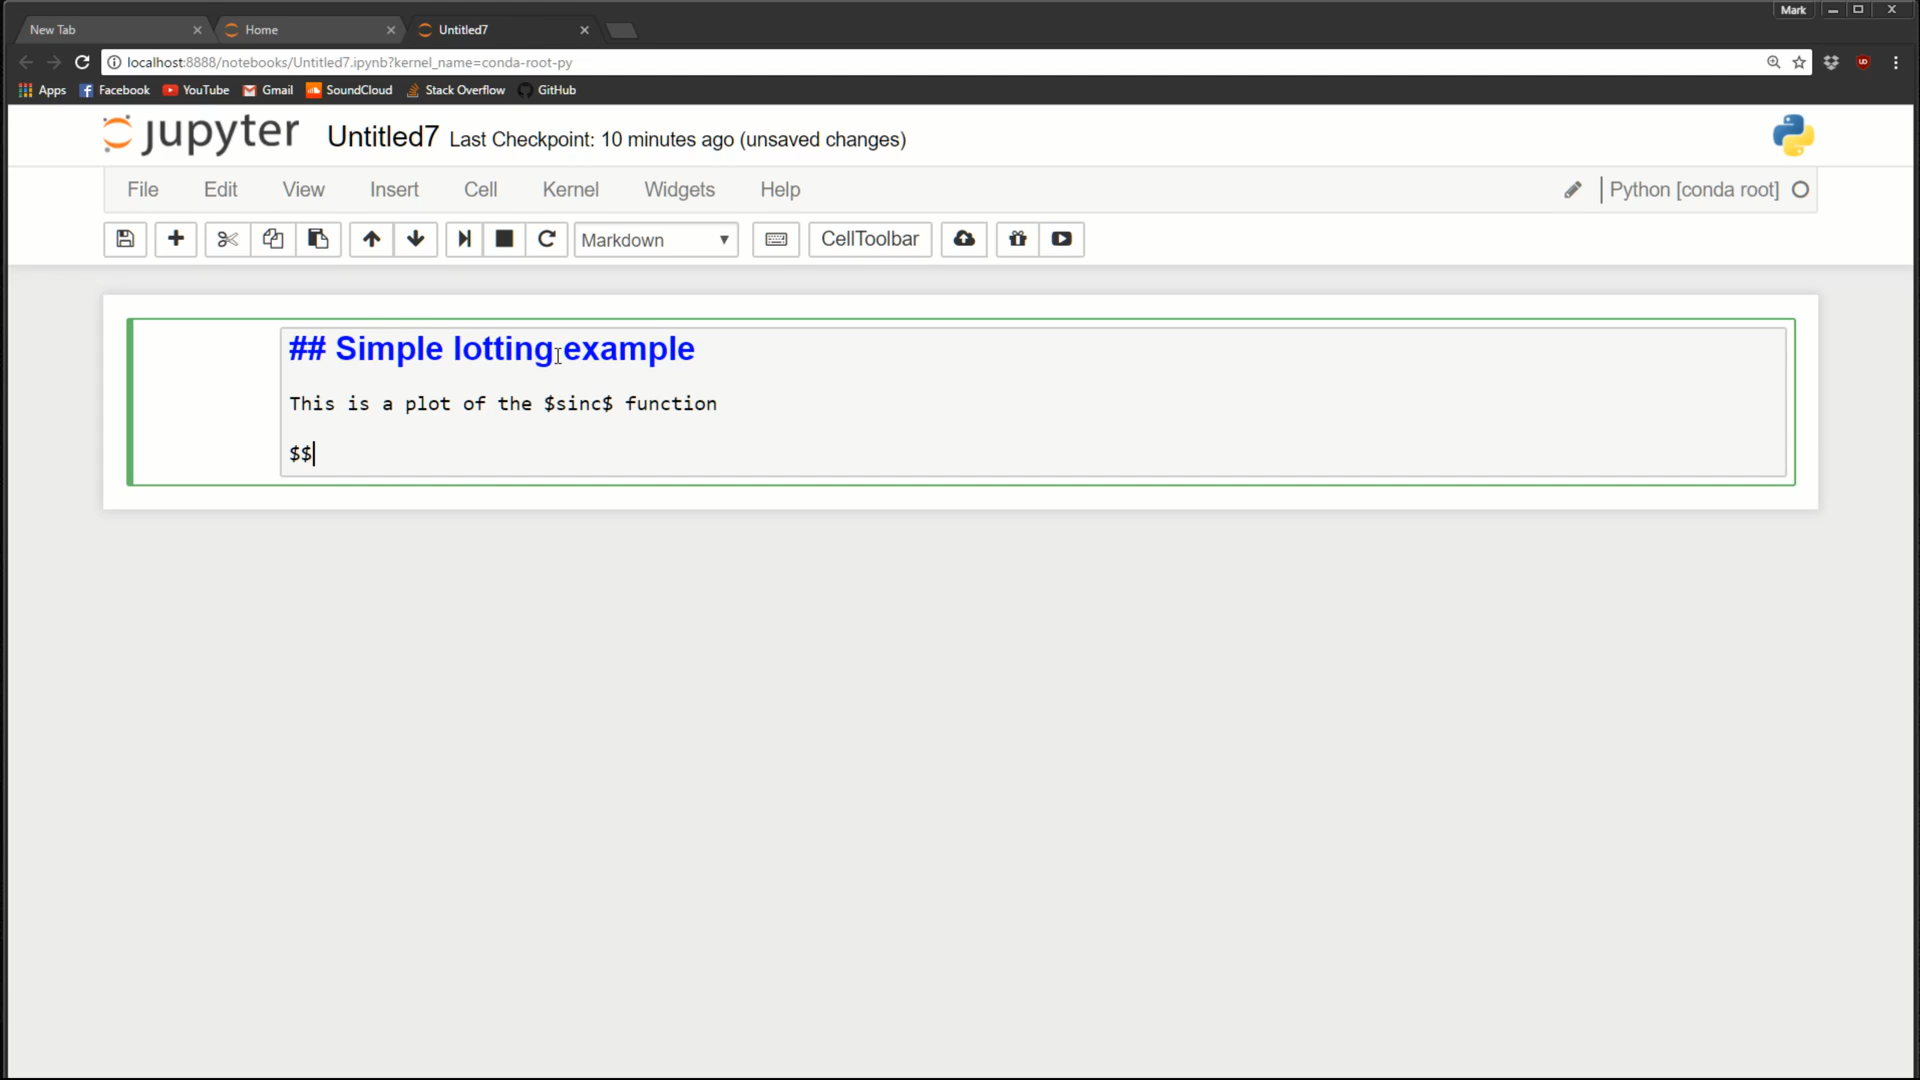 Mark
New Tab
Home
Untitled7
localhost:8888/notebooks/Untitled7.ipynb?kernel_name=conda-root-py
Apps Facebook YouTube Gmail SoundCloud Stack Overflow GitHub
jupyter Untitled7 Last Checkpoint: 10 minutes ago (unsaved changes)
File Edit View Insert Cell Kernel Widgets Help Python [conda root]
Markdown CellToolbar
## Simple lotting example
This is a plot of the $sinc$ function
$$